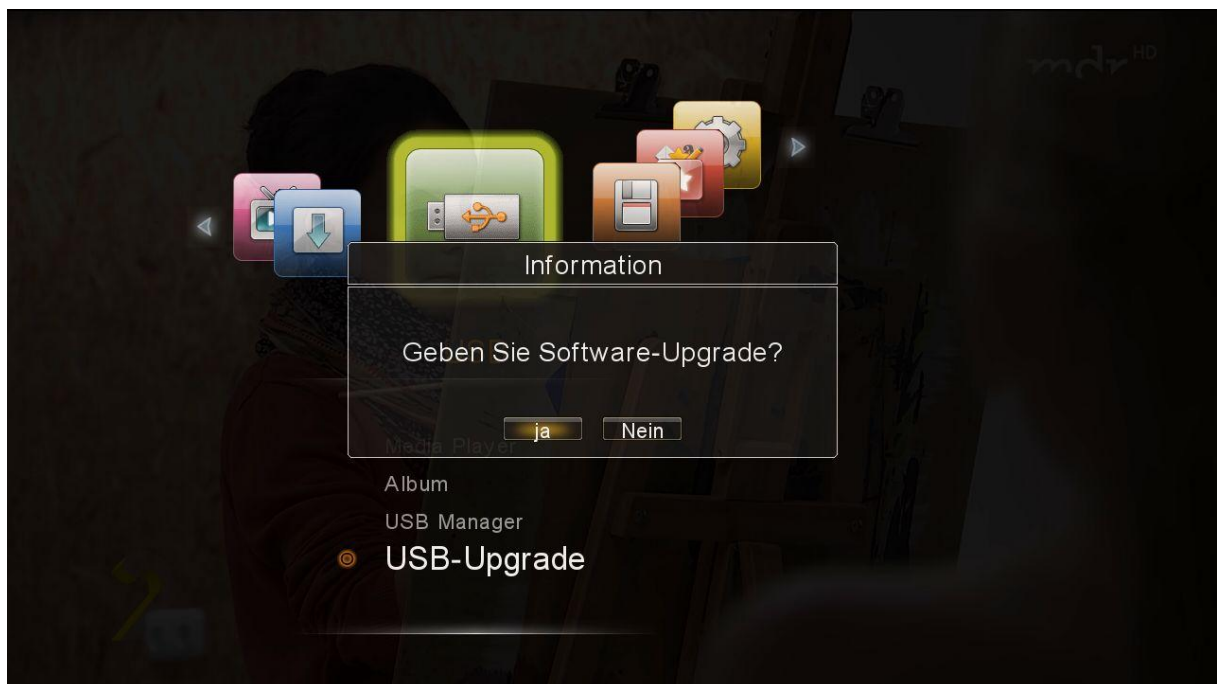 mdr HD
Information
Geben Sie Software-Upgrade?
ja Nein
Media Player
Album
USB Manager
USB-Upgrade